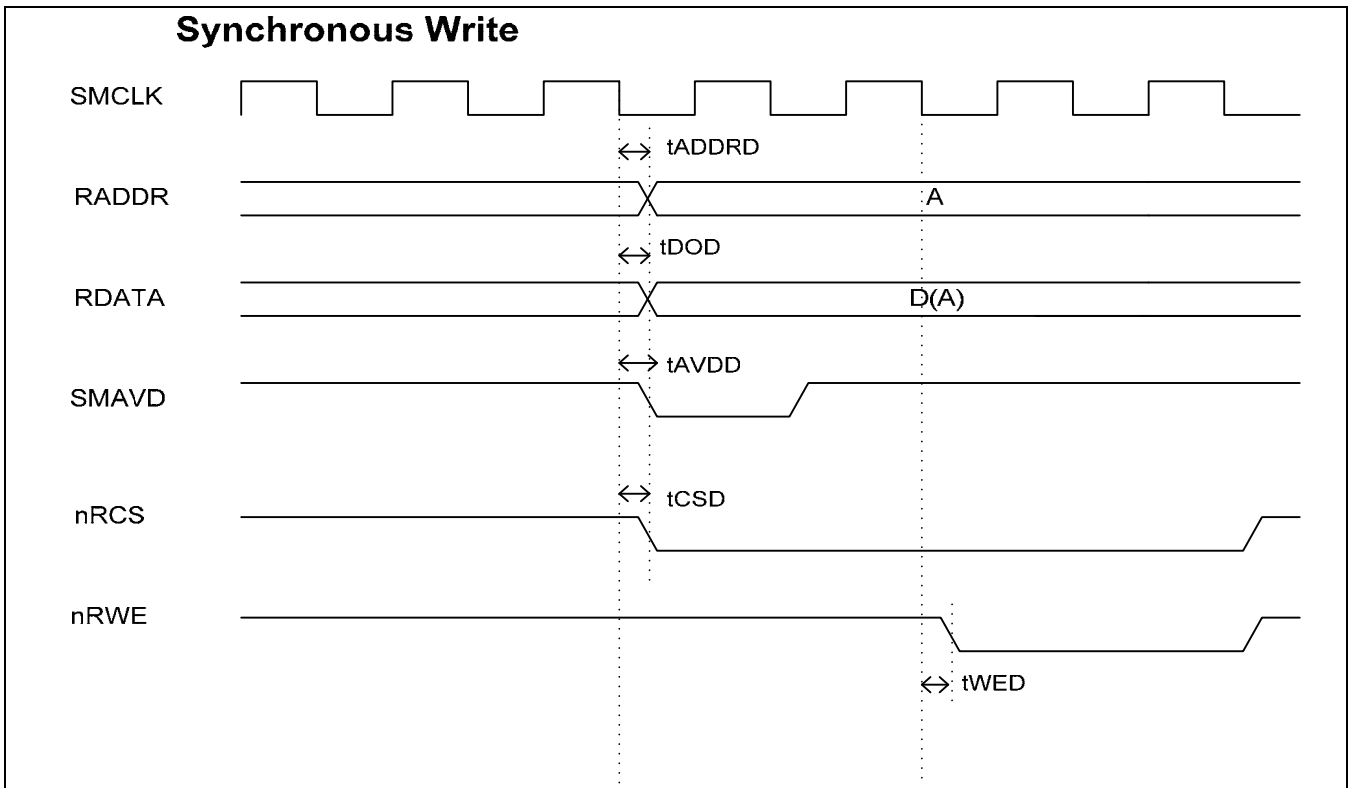 Synchronous Write
SMCLK
tADDRD
RADDR
A
tDOD
RDATA
D(A)
tAVDD
SMAVD
tCSD
nRCS
nRWE
tWED